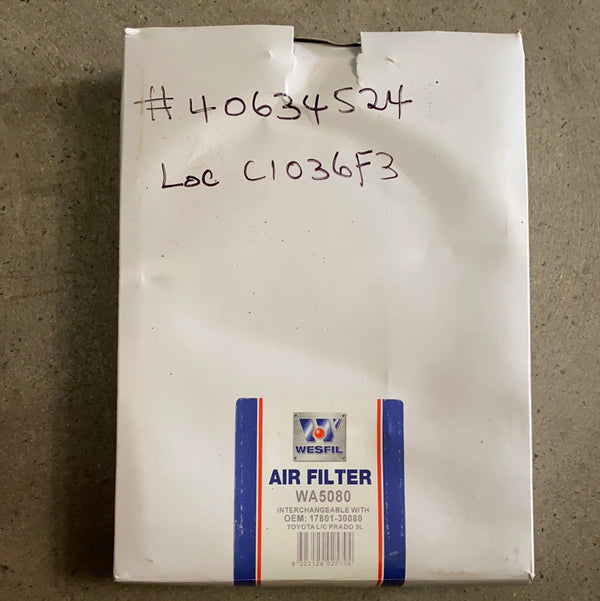 #40634524
Loc C1036F3
W
WESFIL
AIR FILTER
WA5080
INTERCHANGEABLE WITH
OEM: 17801-30080
TOYOTA L/C PRADO 3L